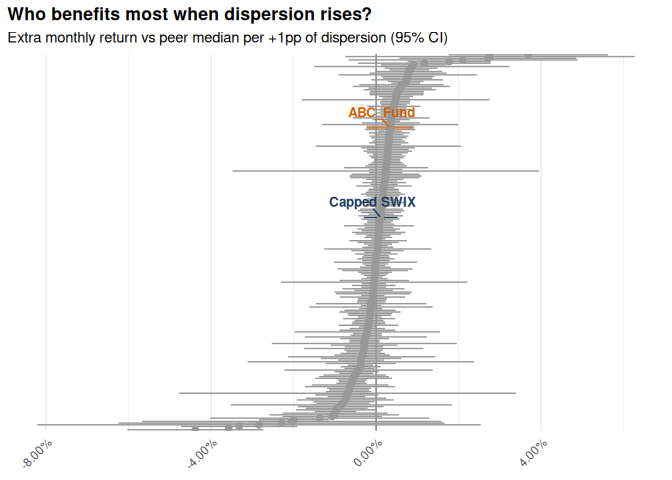 Who benefits most when dispersion rises?
Extra monthly return vs peer median per +1pp of dispersion (95% CI)
ABC Fund
Capped SWIX
-8.00%
-4.00%
0.00%
4.00%